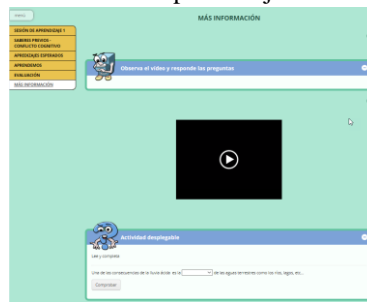 menú
MÁS INFORMACIÓN
SESIÓN DE APRENDIZAJE 1
SABERES PREVIOS -
CONFLICTO COGNITIVO
APRENDIZAJES ESPERADOS
APRENDEMOS
EVALUACIÓN
MÁS INFORMACIÓN
Observa el vídeo y responde las preguntas
Actividad desplegable
Lee y completa
Una de las consecuencias de la lluvia ácida es la de las aguas terrestres como los ríos, lagos, etc...
Comprobar